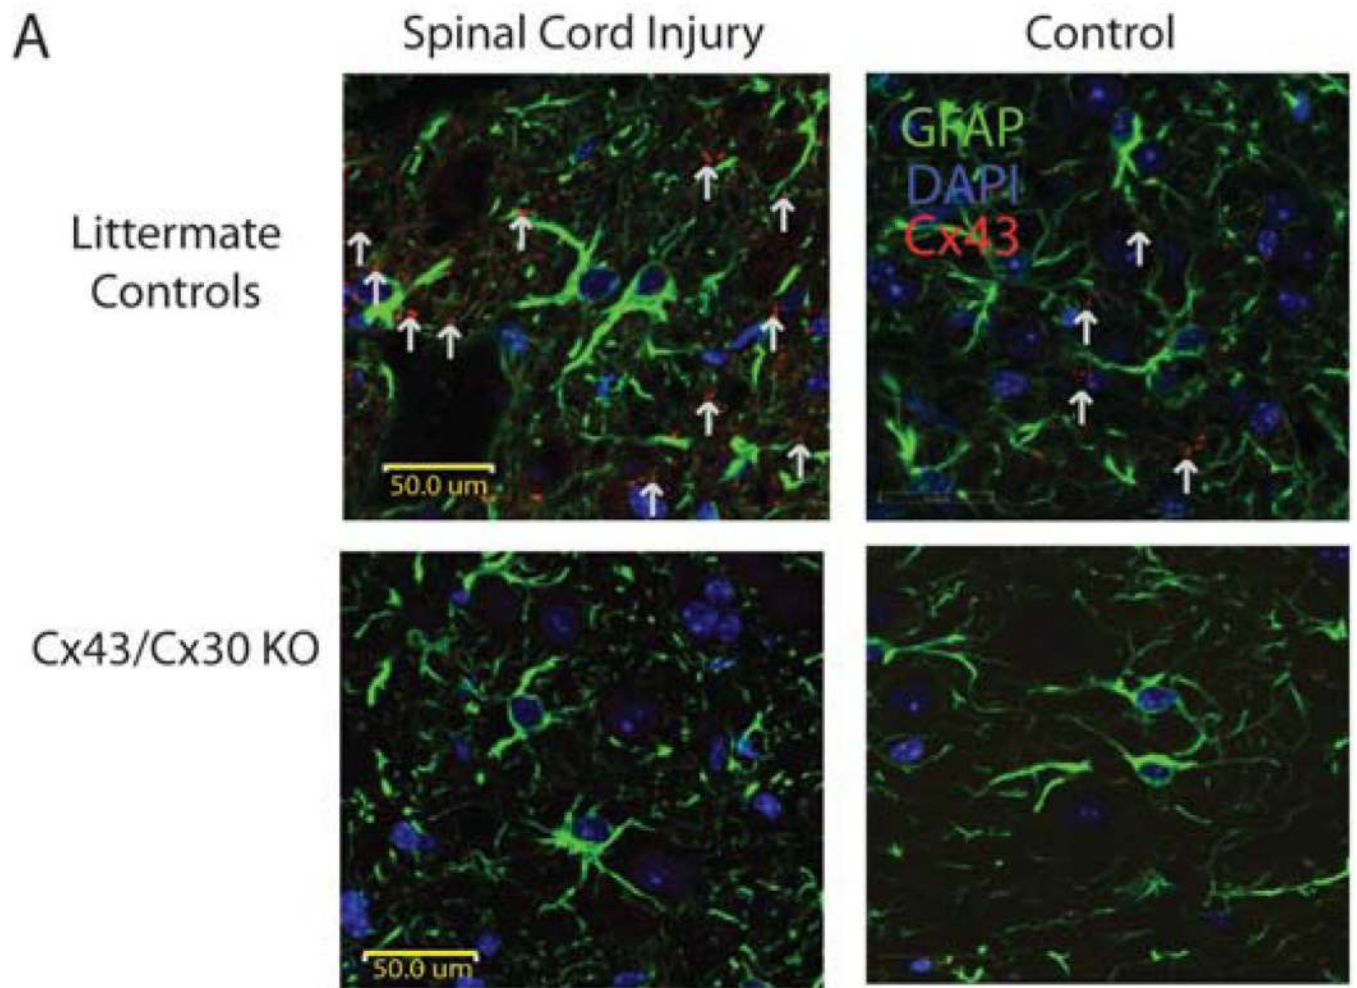 A
Spinal Cord Injury
Control
Littermate
Controls
GFAP
DAPI
Cx43
50.0 um
Cx43/Cx30 KO
50.0 um